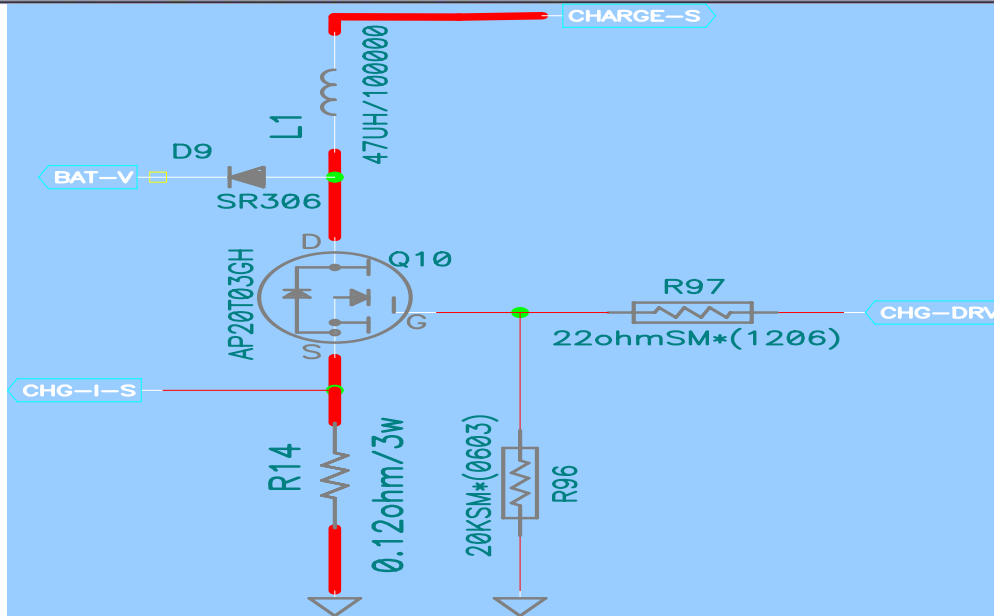 CHARGE-S
47UH/100000
L1
D9
BAT-V
SR306
D
Q10
AP20T03GH
R97
G
CHG-DRV
22ohmSM*(1206)
S
CHG-I-S
R14
0.12ohm/3w
20KSM*(0603)
R96